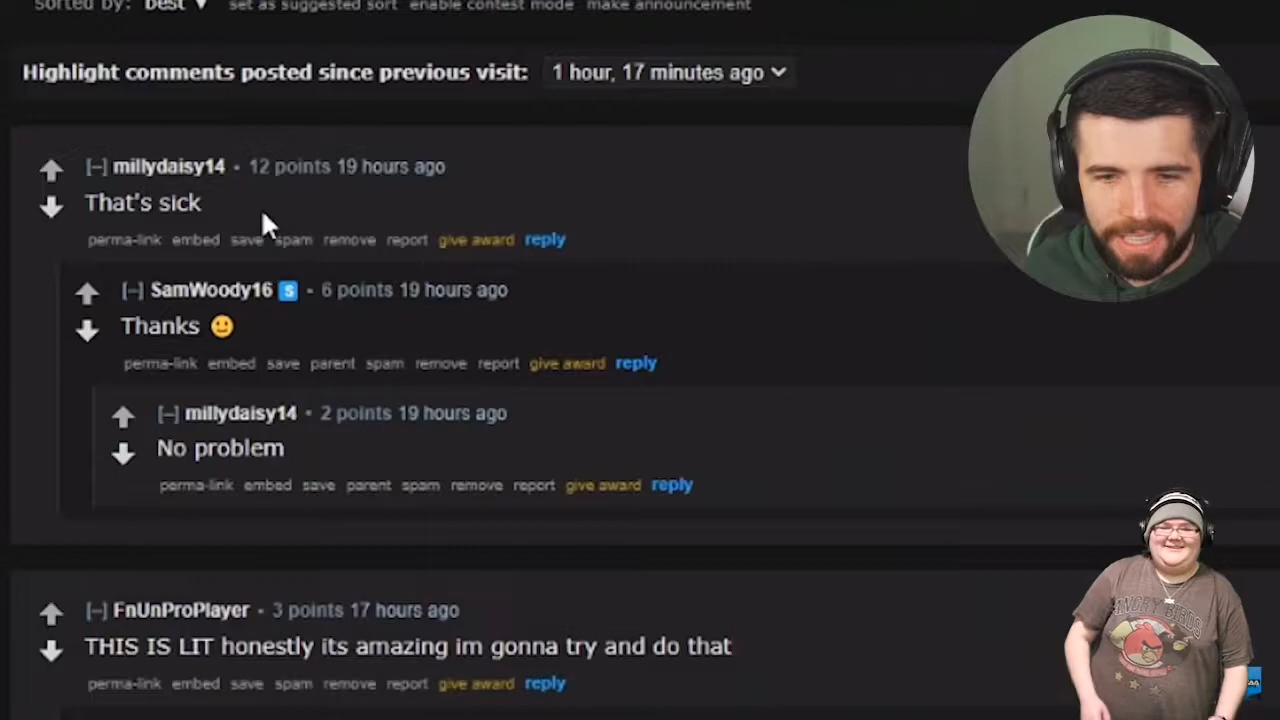 sorted by: best ▼ set as suggested sort enable contest mode make announcement
Highlight comments posted since previous visit: 1 hour, 17 minutes ago
[–] millydaisy14 • 12 points 19 hours ago
That's sick
perma-link embed save spam remove report give award reply
[–] SamWoody16 S • 6 points 19 hours ago
Thanks 🙂
perma-link embed save parent spam remove report give award reply
[–] millydaisy14 • 2 points 19 hours ago
No problem
perma-link embed save parent spam remove report give award reply
[–] FnUnProPlayer • 3 points 17 hours ago
THIS IS LIT honestly its amazing im gonna try and do that
perma-link embed save spam remove report give award reply
ANGRY BIRDS